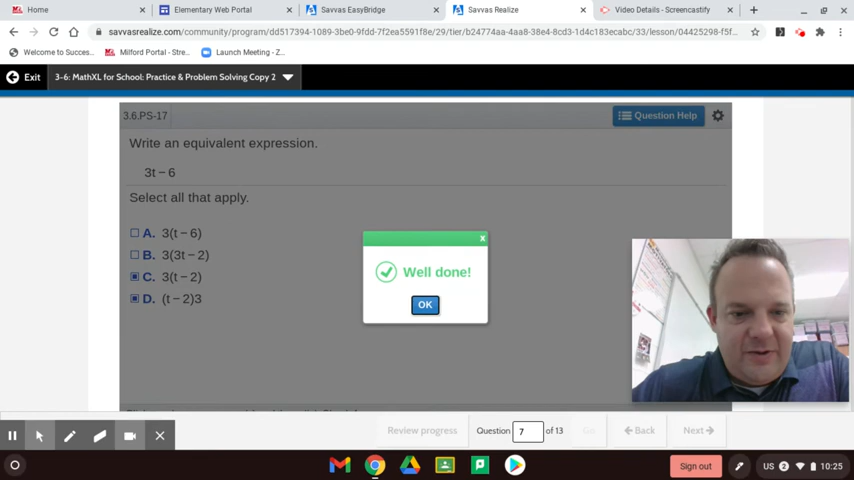 Home
Elementary Web Portal
Savvas EasyBridge
Savvas Realize
Video Details - Screencastify
savvasrealize.com/community/program/dd517394-1089-3be0-9fdd-7f2ea5591f8e/29/tier/b24774aa-4aa8-38e4-8cd3-1d4c183ecabc/33/lesson/04425298-f5f...
Welcome to Succes...
Milford Portal - Stre...
Launch Meeting - Z...
Exit
3-6: MathXL for School: Practice & Problem Solving Copy 2
3.6.PS-17
Question Help
Write an equivalent expression.
3t − 6
Select all that apply.
A. 3(t − 6)
B. 3(3t − 2)
C. 3(t − 2)
D. (t − 2)3
x
Well done!
OK
Review progress
Question 7 of 13
Back
Next
Sign out
US 2 10:25